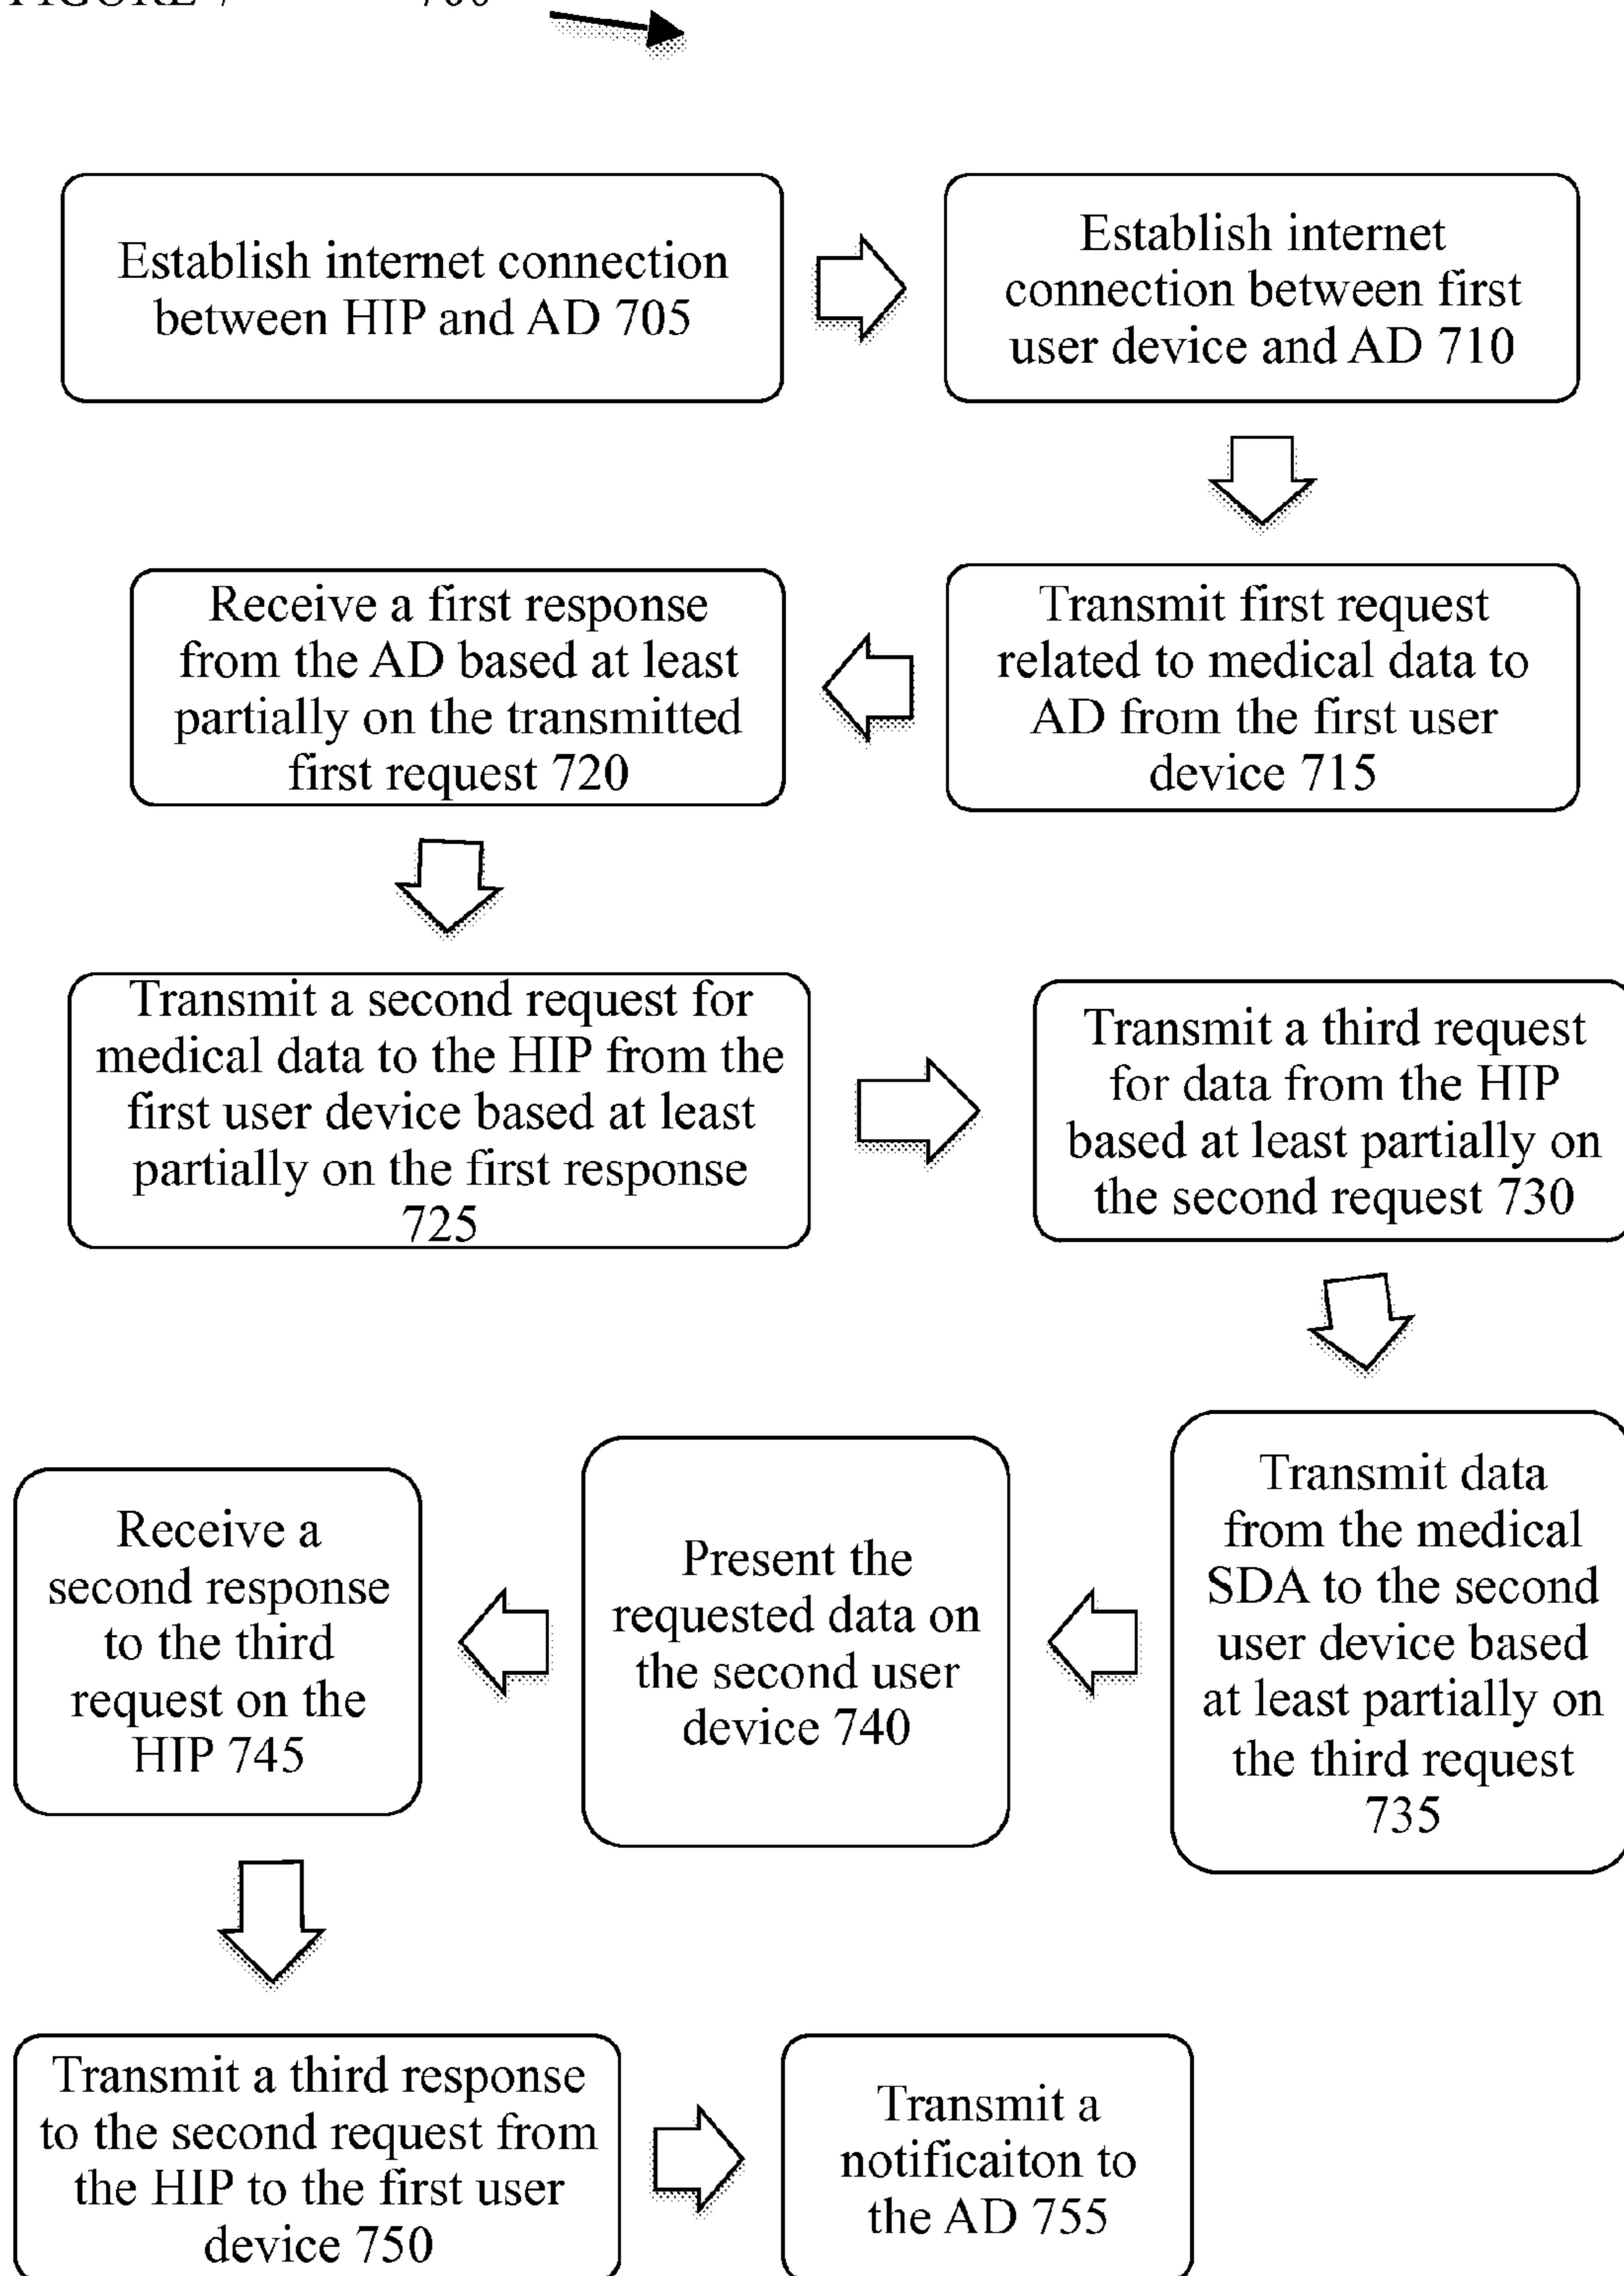 FIGURE 7 700
Establish internet connection
between HIP and AD 705
Establish internet
connection between first
user device and AD 710
Transmit first request
related to medical data to
AD from the first user
device 715
Receive a first response
from the AD based at least
partially on the transmitted
first request 720
Transmit a second request for
medical data to the HIP from the
first user device based at least
partially on the first response
725
Transmit a third request
for data from the HIP
based at least partially on
the second request 730
Transmit data
from the medical
SDA to the second
user device based
at least partially on
the third request
735
Present the
requested data on
the second user
device 740
Receive a
second response
to the third
request on the
HIP 745
Transmit a third response
to the second request from
the HIP to the first user
device 750
Transmit a
notificaiton to
the AD 755